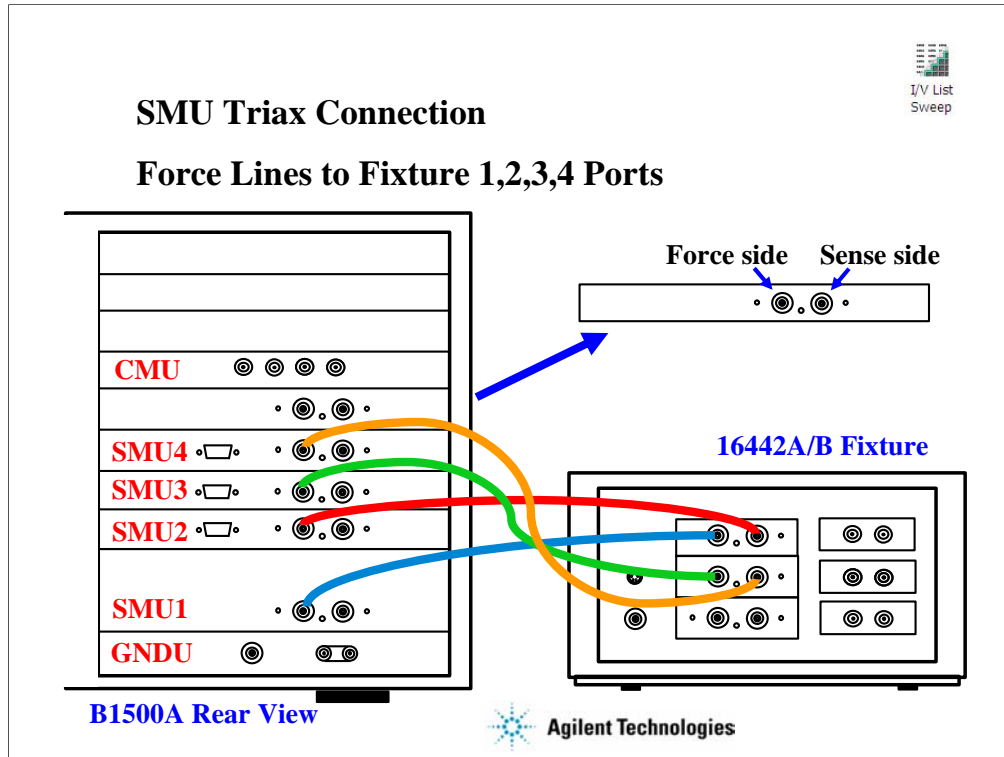 I/V List
Sweep
SMU Triax Connection
Force Lines to Fixture 1,2,3,4 Ports
Force side
Sense side
CMU
SMU4
SMU3
SMU2
SMU1
GNDU
16442A/B Fixture
B1500A Rear View
Agilent Technologies